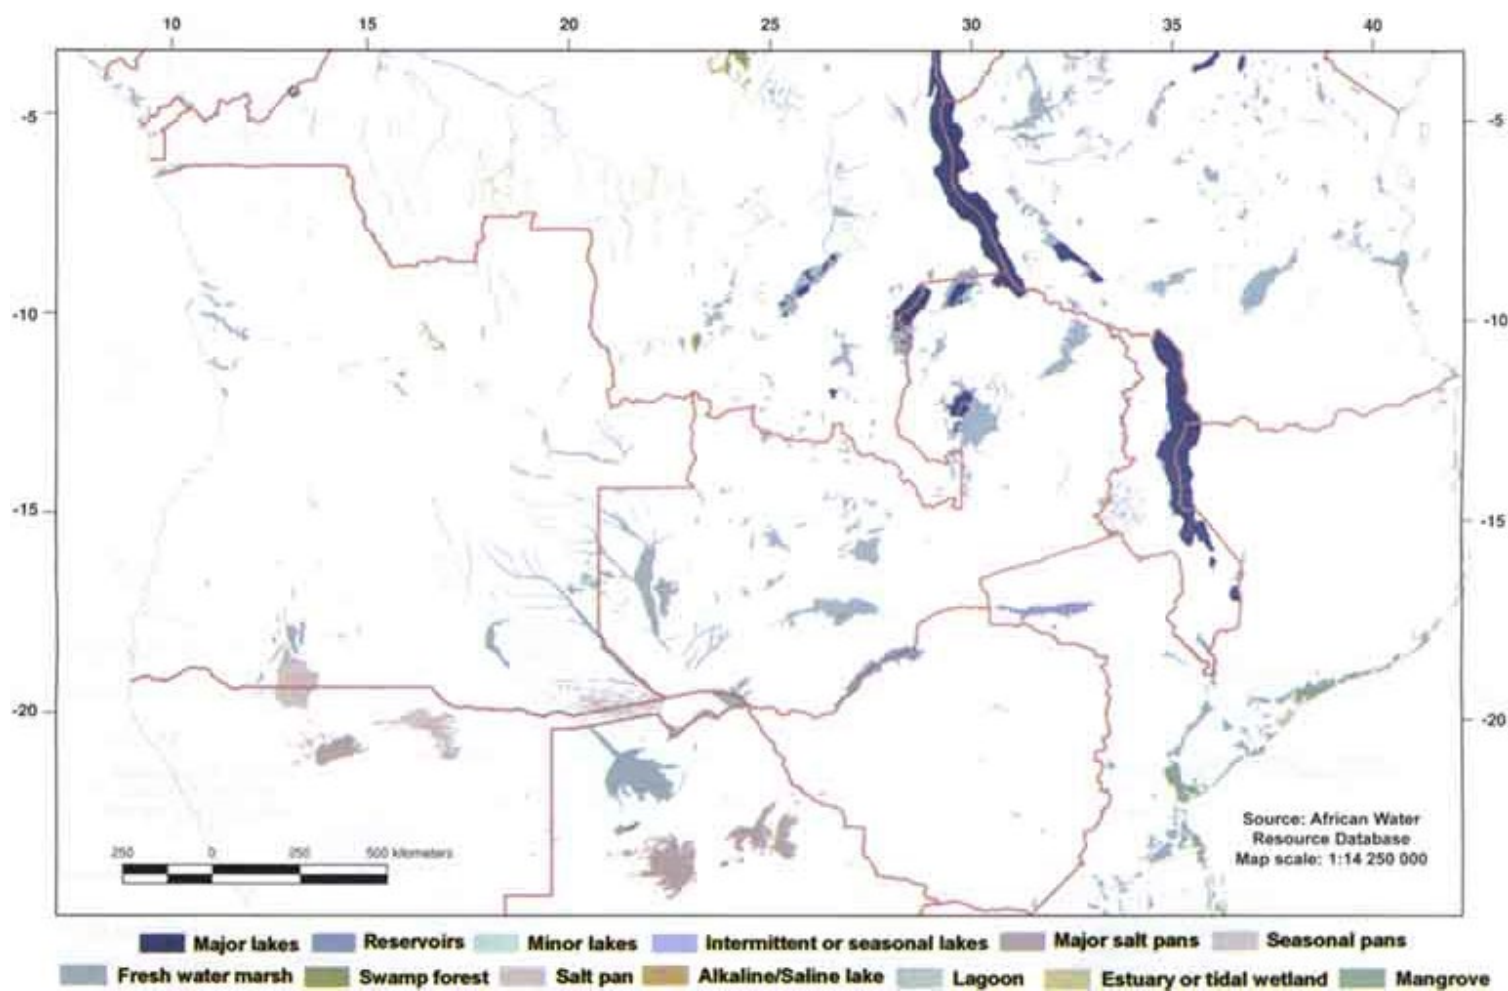 10 15 20 25 30 35 40
-5 -5
-10 -10
-15 -15
-20 -20
Source: African Water
Resource Database
Map scale: 1:14 250 000
250 0 250 500 kilometers
Major lakes Reservoirs Minor lakes Intermittent or seasonal lakes Major salt pans Seasonal pans
Fresh water marsh Swamp forest Salt pan Alkaline/Saline lake Lagoon Estuary or tidal wetland Mangrove